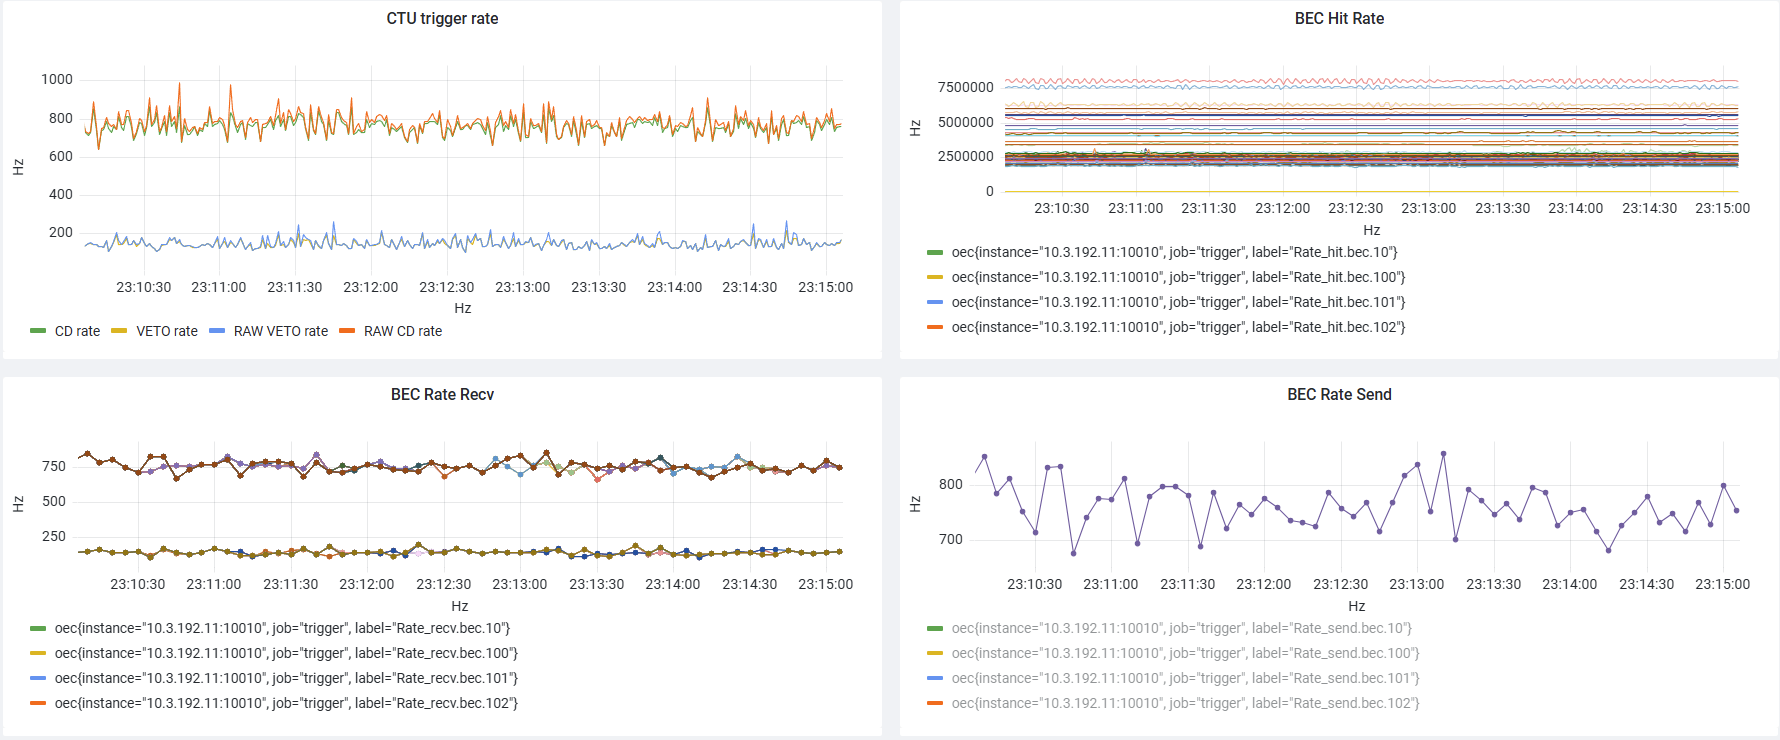 CTU trigger rate
1000
800
600
400
200
Hz
23:10:30 23:11:00 23:11:30 23:12:00 23:12:30 23:13:00 23:13:30 23:14:00 23:14:30 23:15:00
Hz
CD rate VETO rate RAW VETO rate RAW CD rate
BEC Hit Rate
7500000
5000000
2500000
0
Hz
23:10:30 23:11:00 23:11:30 23:12:00 23:12:30 23:13:00 23:13:30 23:14:00 23:14:30 23:15:00
Hz
oec{instance="10.3.192.11:10010", job="trigger", label="Rate_hit.bec.10"}
oec{instance="10.3.192.11:10010", job="trigger", label="Rate_hit.bec.100"}
oec{instance="10.3.192.11:10010", job="trigger", label="Rate_hit.bec.101"}
oec{instance="10.3.192.11:10010", job="trigger", label="Rate_hit.bec.102"}
BEC Rate Recv
750
500
250
Hz
23:10:30 23:11:00 23:11:30 23:12:00 23:12:30 23:13:00 23:13:30 23:14:00 23:14:30 23:15:00
Hz
oec{instance="10.3.192.11:10010", job="trigger", label="Rate_recv.bec.10"}
oec{instance="10.3.192.11:10010", job="trigger", label="Rate_recv.bec.100"}
oec{instance="10.3.192.11:10010", job="trigger", label="Rate_recv.bec.101"}
oec{instance="10.3.192.11:10010", job="trigger", label="Rate_recv.bec.102"}
BEC Rate Send
800
700
Hz
23:10:30 23:11:00 23:11:30 23:12:00 23:12:30 23:13:00 23:13:30 23:14:00 23:14:30 23:15:00
Hz
oec{instance="10.3.192.11:10010", job="trigger", label="Rate_send.bec.10"}
oec{instance="10.3.192.11:10010", job="trigger", label="Rate_send.bec.100"}
oec{instance="10.3.192.11:10010", job="trigger", label="Rate_send.bec.101"}
oec{instance="10.3.192.11:10010", job="trigger", label="Rate_send.bec.102"}